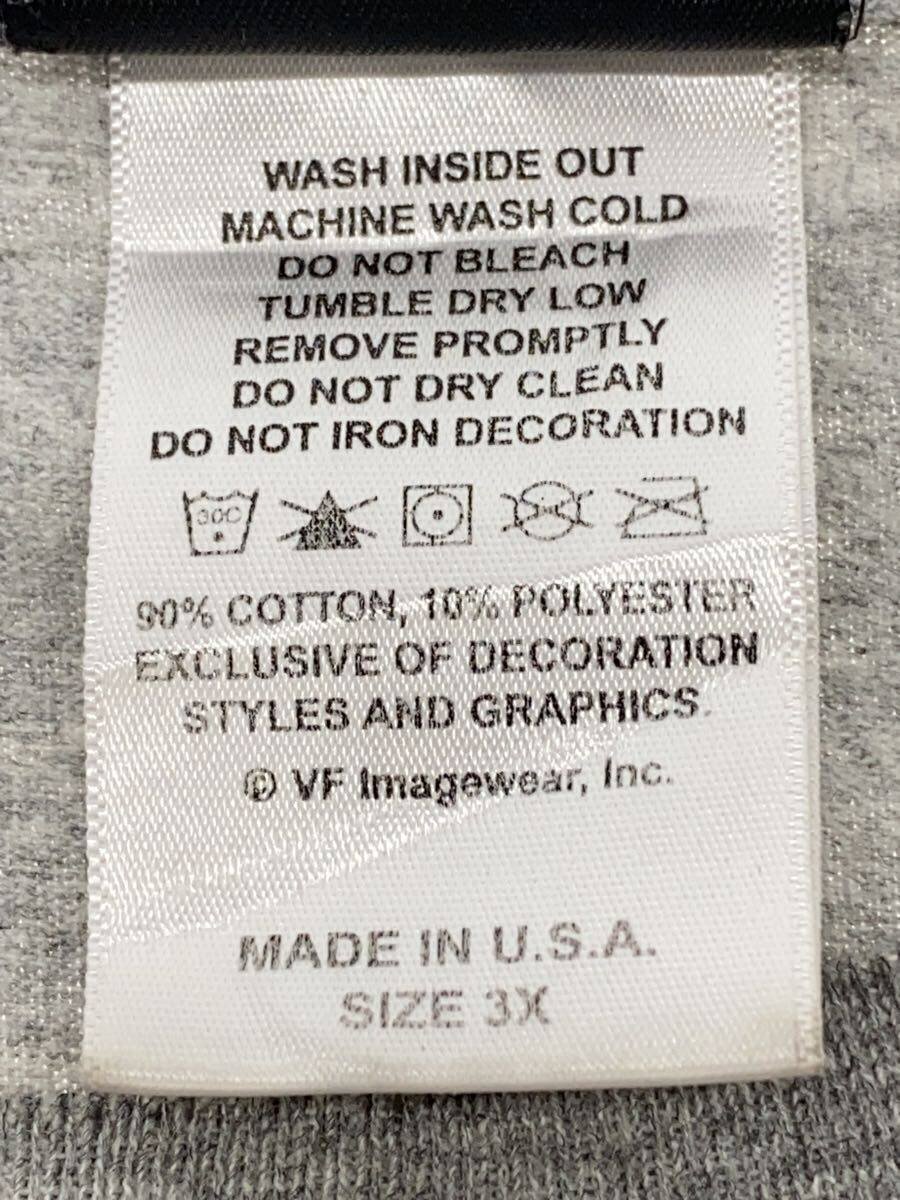 WASH INSIDE OUT
MACHINE WASH COLD
DO NOT BLEACH
TUMBLE DRY LOW
REMOVE PROMPTLY
DO NOT DRY CLEAN
DO NOT IRON DECORATION
30C
90% COTTON, 10% POLYESTER
EXCLUSIVE OF DECORATION
STYLES AND GRAPHICS.
© VF Imagewear, Inc.
MADE IN U.S.A.
SIZE 3X